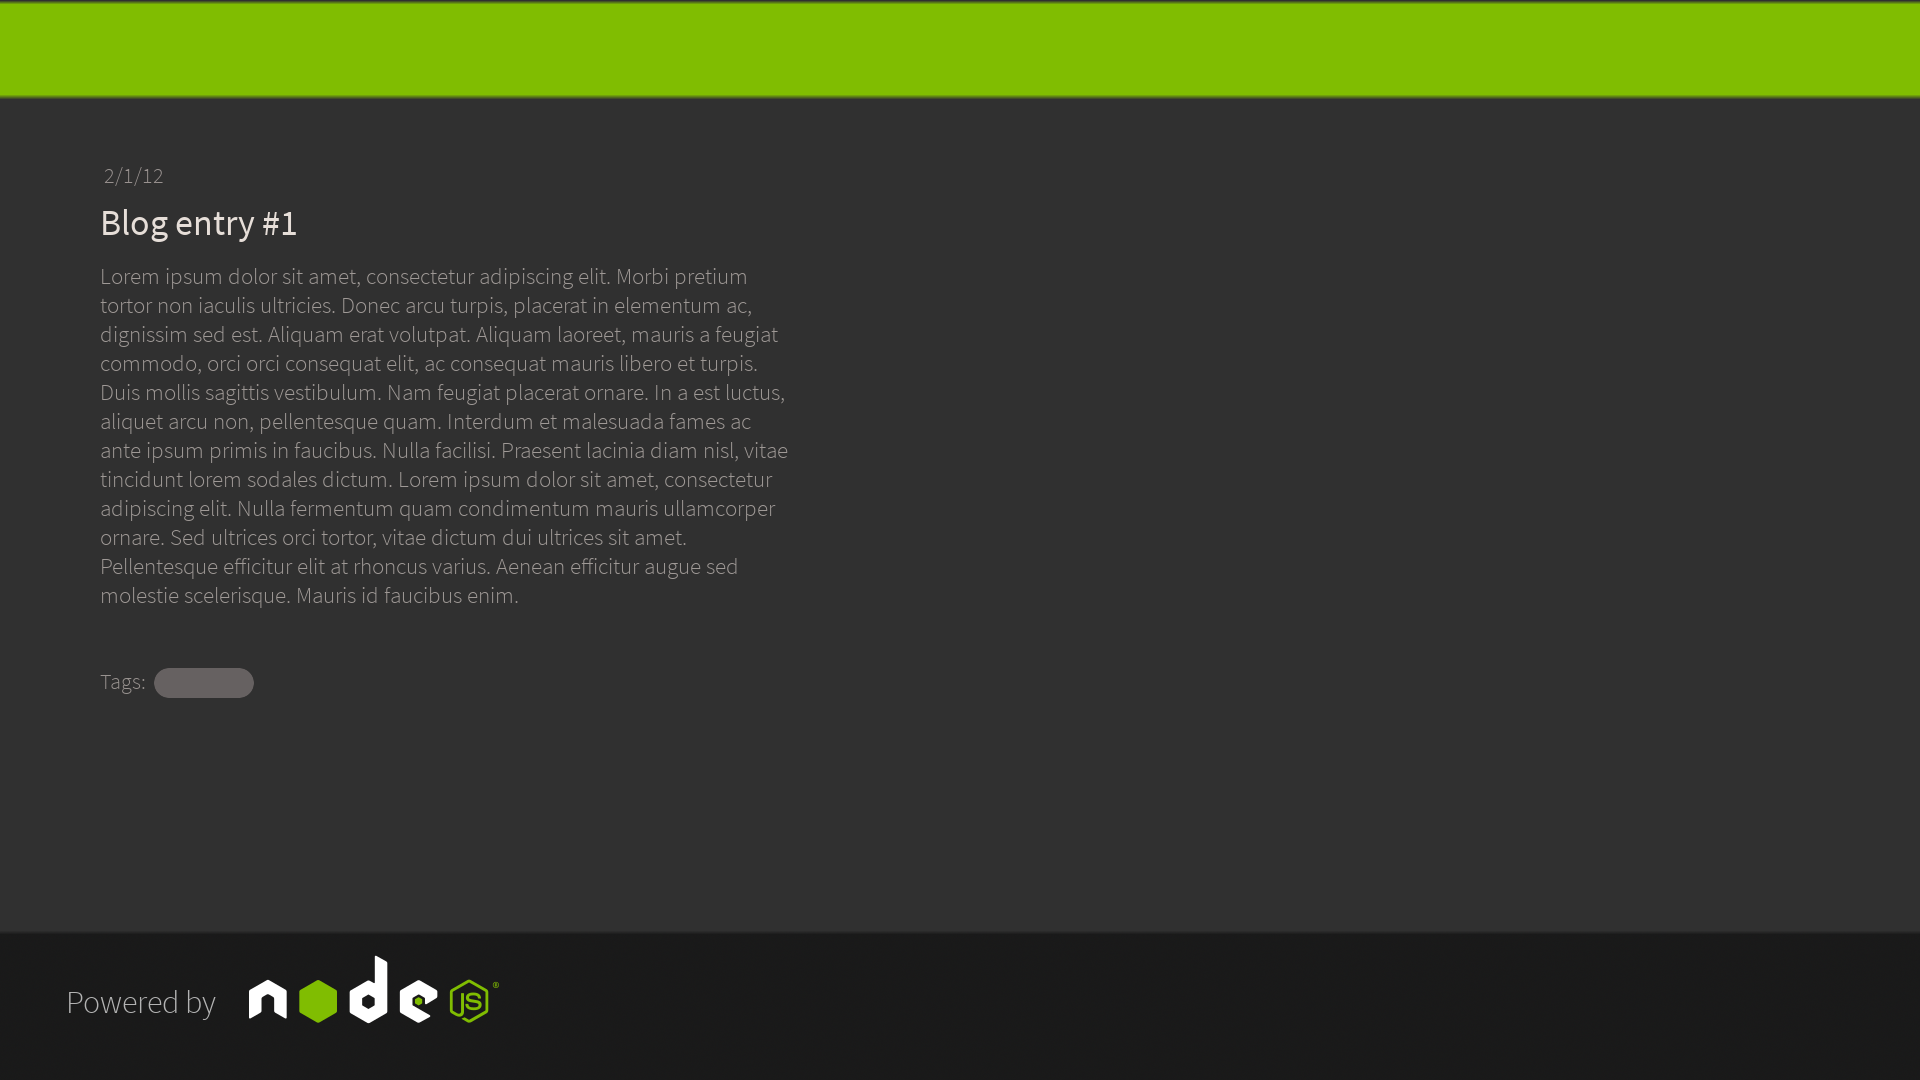 2/1/12
Blog entry #1
Lorem ipsum dolor sit amet, consectetur adipiscing elit. Morbi pretium
tortor non iaculis ultricies. Donec arcu turpis, placerat in elementum ac,
dignissim sed est. Aliquam erat volutpat. Aliquam laoreet, mauris a feugiat
commodo, orci orci consequat elit, ac consequat mauris libero et turpis.
Duis mollis sagittis vestibulum. Nam feugiat placerat ornare. In a est luctus,
aliquet arcu non, pellentesque quam. Interdum et malesuada fames ac
ante ipsum primis in faucibus. Nulla facilisi. Praesent lacinia diam nisl, vitae
tincidunt lorem sodales dictum. Lorem ipsum dolor sit amet, consectetur
adipiscing elit. Nulla fermentum quam condimentum mauris ullamcorper
ornare. Sed ultrices orci tortor, vitae dictum dui ultrices sit amet.
Pellentesque efficitur elit at rhoncus varius. Aenean efficitur augue sed
molestie scelerisque. Mauris id faucibus enim.
Tags:
Powered by node JS®